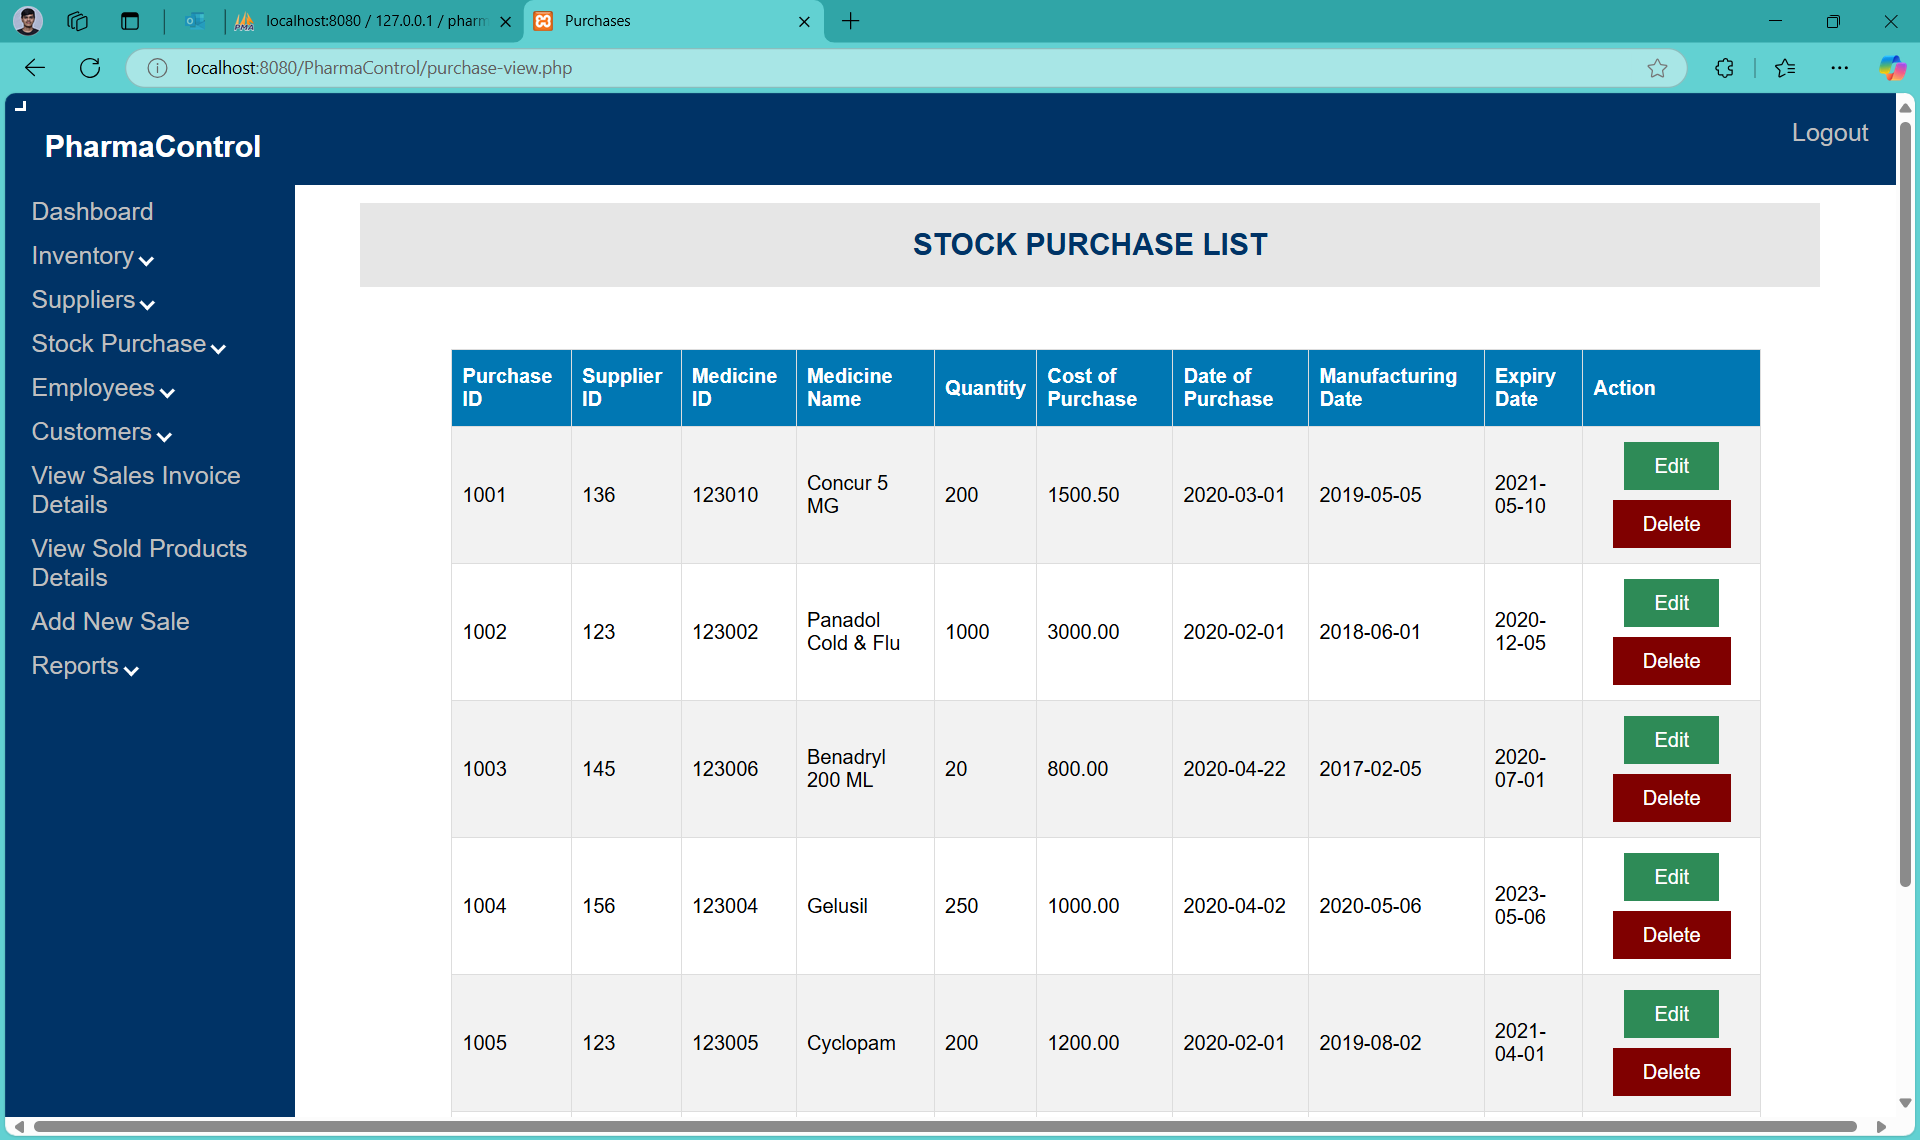 localhost:8080 / 127.0.0.1 / pharm
Purchases
localhost:8080/PharmaControl/purchase-view.php
PharmaControl
Logout
Dashboard
Inventory
Suppliers
Stock Purchase
Employees
Customers
View Sales Invoice
Details
View Sold Products
Details
Add New Sale
Reports
STOCK PURCHASE LIST
Purchase ID Supplier ID Medicine ID Medicine Name Quantity Cost of Purchase Date of Purchase Manufacturing Date Expiry Date Action
1001 136 123010 Concur 5 MG 200 1500.50 2020-03-01 2019-05-05 2021-05-10 Edit Delete
1002 123 123002 Panadol Cold & Flu 1000 3000.00 2020-02-01 2018-06-01 2020-12-05 Edit Delete
1003 145 123006 Benadryl 200 ML 20 800.00 2020-04-22 2017-02-05 2020-07-01 Edit Delete
1004 156 123004 Gelusil 250 1000.00 2020-04-02 2020-05-06 2023-05-06 Edit Delete
1005 123 123005 Cyclopam 200 1200.00 2020-02-01 2019-08-02 2021-04-01 Edit Delete